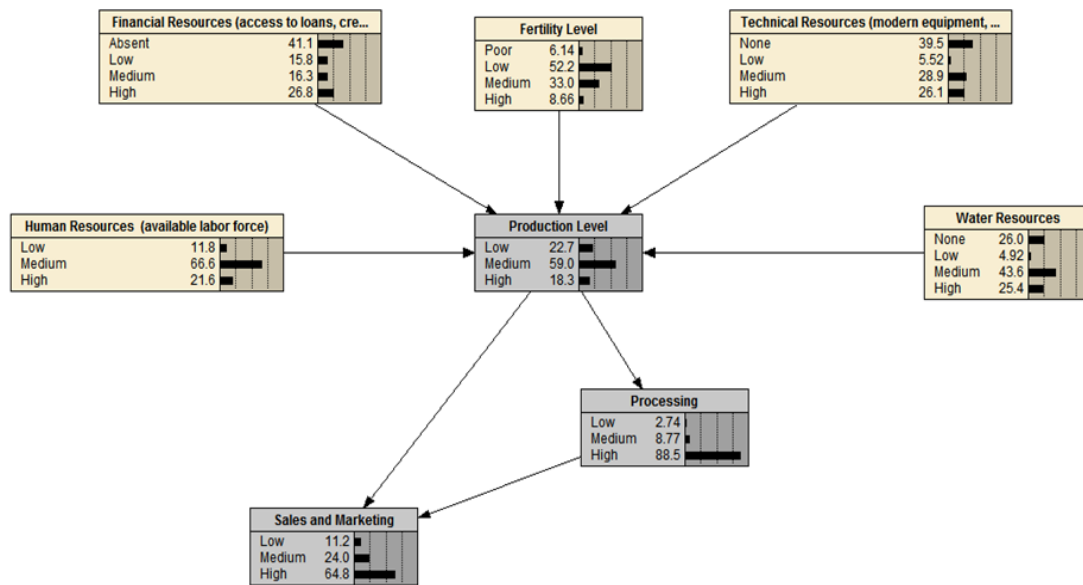 Financial Resources (access to loans, cre...
Absent 41.1
Low 15.8
Medium 16.3
High 26.8
Fertility Level
Poor 6.14
Low 52.2
Medium 33.0
High 8.66
Technical Resources (modern equipment, ...
None 39.5
Low 5.52
Medium 28.9
High 26.1
Human Resources (available labor force)
Low 11.8
Medium 66.6
High 21.6
Production Level
Low 22.7
Medium 59.0
High 18.3
Water Resources
None 26.0
Low 4.92
Medium 43.6
High 25.4
Processing
Low 2.74
Medium 8.77
High 88.5
Sales and Marketing
Low 11.2
Medium 24.0
High 64.8